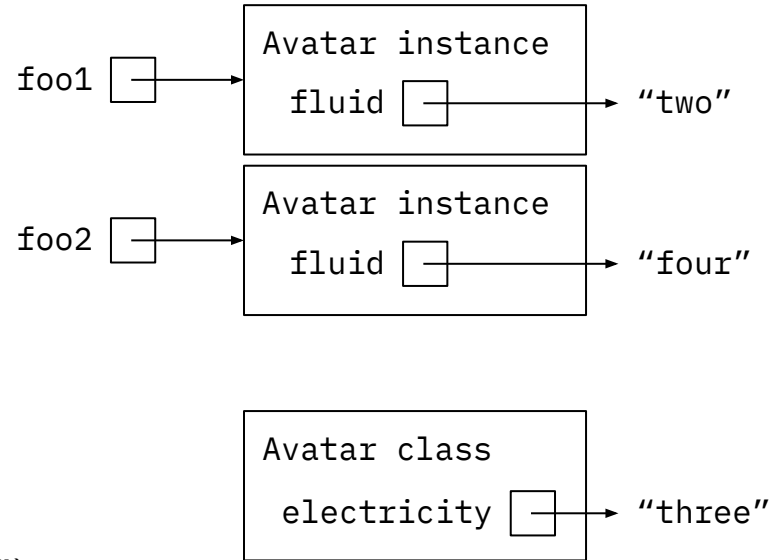 Avatar instance
foo1
fluid
“two”
Avatar instance
foo2
fluid
“four”
Avatar class
electricity
“three”